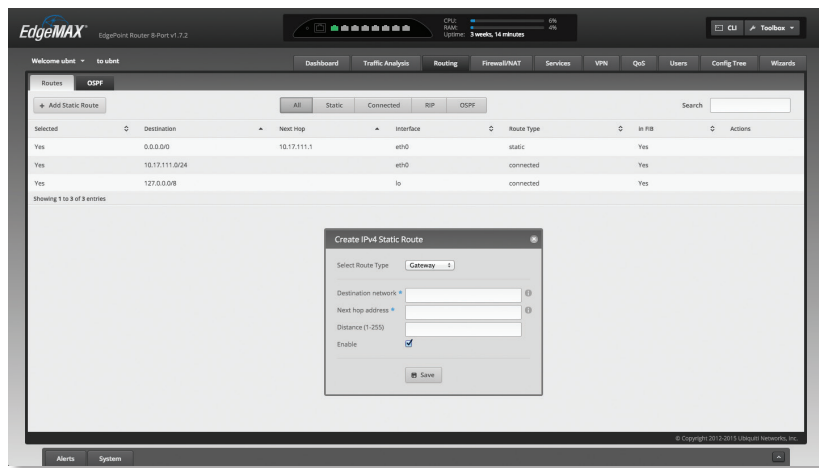 EdgeMAX EdgePoint Router 8-Port v1.7.2
CPU: 6%
RAM: 4%
Uptime: 3 weeks, 14 minutes
CLI Toolbox
Welcome ubnt to ubnt
Dashboard Traffic Analysis Routing Firewall/NAT Services VPN QoS Users Config Tree Wizards
Routes OSPF
+ Add Static Route All Static Connected RIP OSPF Search
Selected Destination Next Hop Interface Route Type In FIB Actions
Yes 0.0.0.0/0 10.17.111.1 eth0 static Yes
Yes 10.17.111.0/24 eth0 connected Yes
Yes 127.0.0.0/8 lo connected Yes
Showing 1 to 3 of 3 entries
Create IPv4 Static Route
Select Route Type Gateway
Destination network *
Next hop address *
Distance (1-255)
Enable
Save
© Copyright 2012-2015 Ubiquiti Networks, Inc.
Alerts System